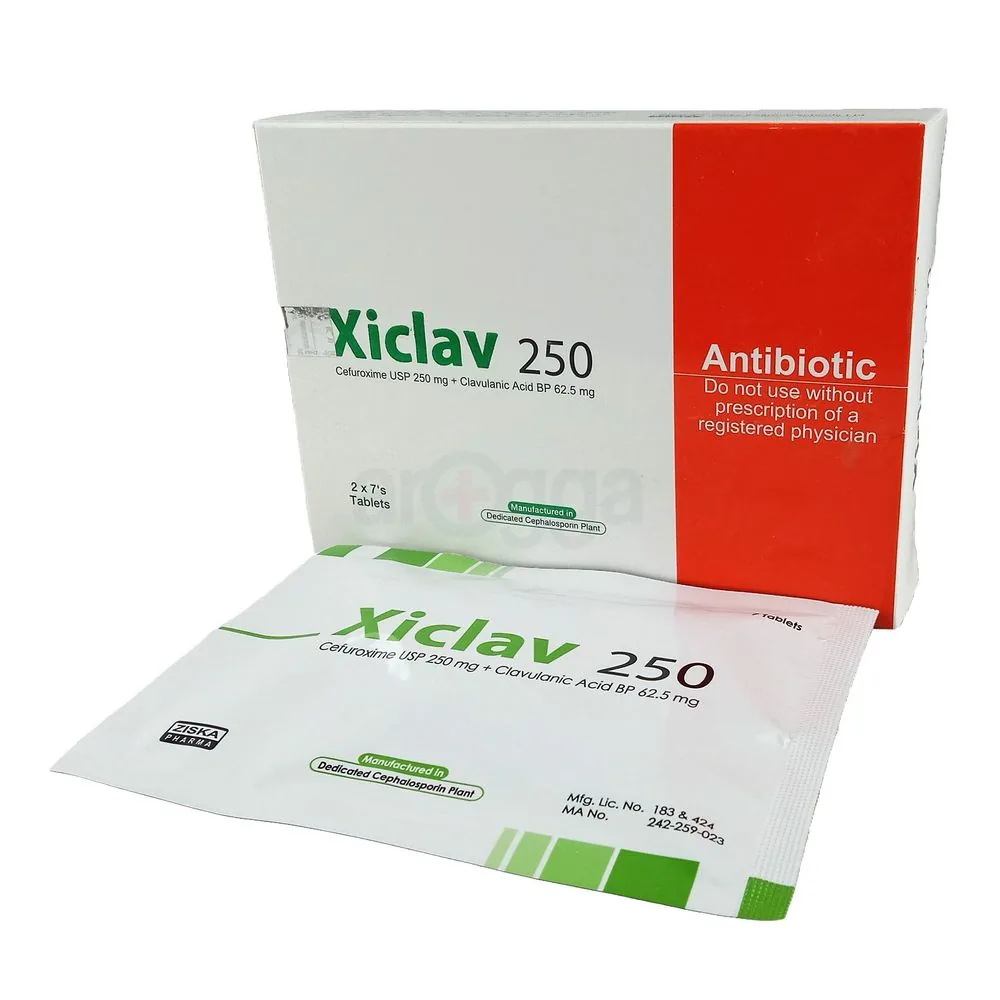 Xiclav 250
Cefuroxime USP 250 mg + Clavulanic Acid BP 62.5 mg
2 x 7's
Tablets
Manufactured in
Dedicated Cephalosporin Plant
Antibiotic
Do not use without
prescription of a
registered physician
arogga
Tablets
Xiclav 250
Cefuroxime USP 250 mg + Clavulanic Acid BP 62.5 mg
ZISKA
PHARMA
Manufactured in
Dedicated Cephalosporin Plant
Mfg. Lic. No. 183 & 424
MA No. 242-259-023